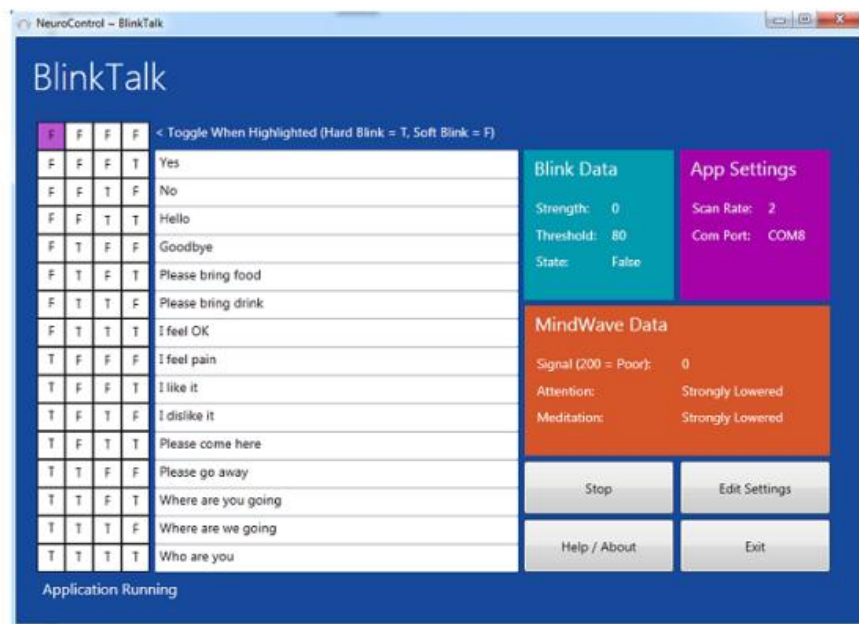 NeuroControl - BlinkTalk
BlinkTalk
F F F F < Toggle When Highlighted (Hard Blink = T, Soft Blink = F)
F F F T Yes
F F T F No
F F T T Hello
F T F F Goodbye
F T F T Please bring food
F T T F Please bring drink
F T T T I feel OK
T F F F I feel pain
T F F T I like it
T F T F I dislike it
T F T T Please come here
T T F F Please go away
T T F T Where are you going
T T T F Where are we going
T T T T Who are you
Blink Data
Strength: 0
Threshold: 80
State: False
App Settings
Scan Rate: 2
Com Port: COM8
MindWave Data
Signal (200 = Poor): 0
Attention: Strongly Lowered
Meditation: Strongly Lowered
Stop
Edit Settings
Help / About
Exit
Application Running